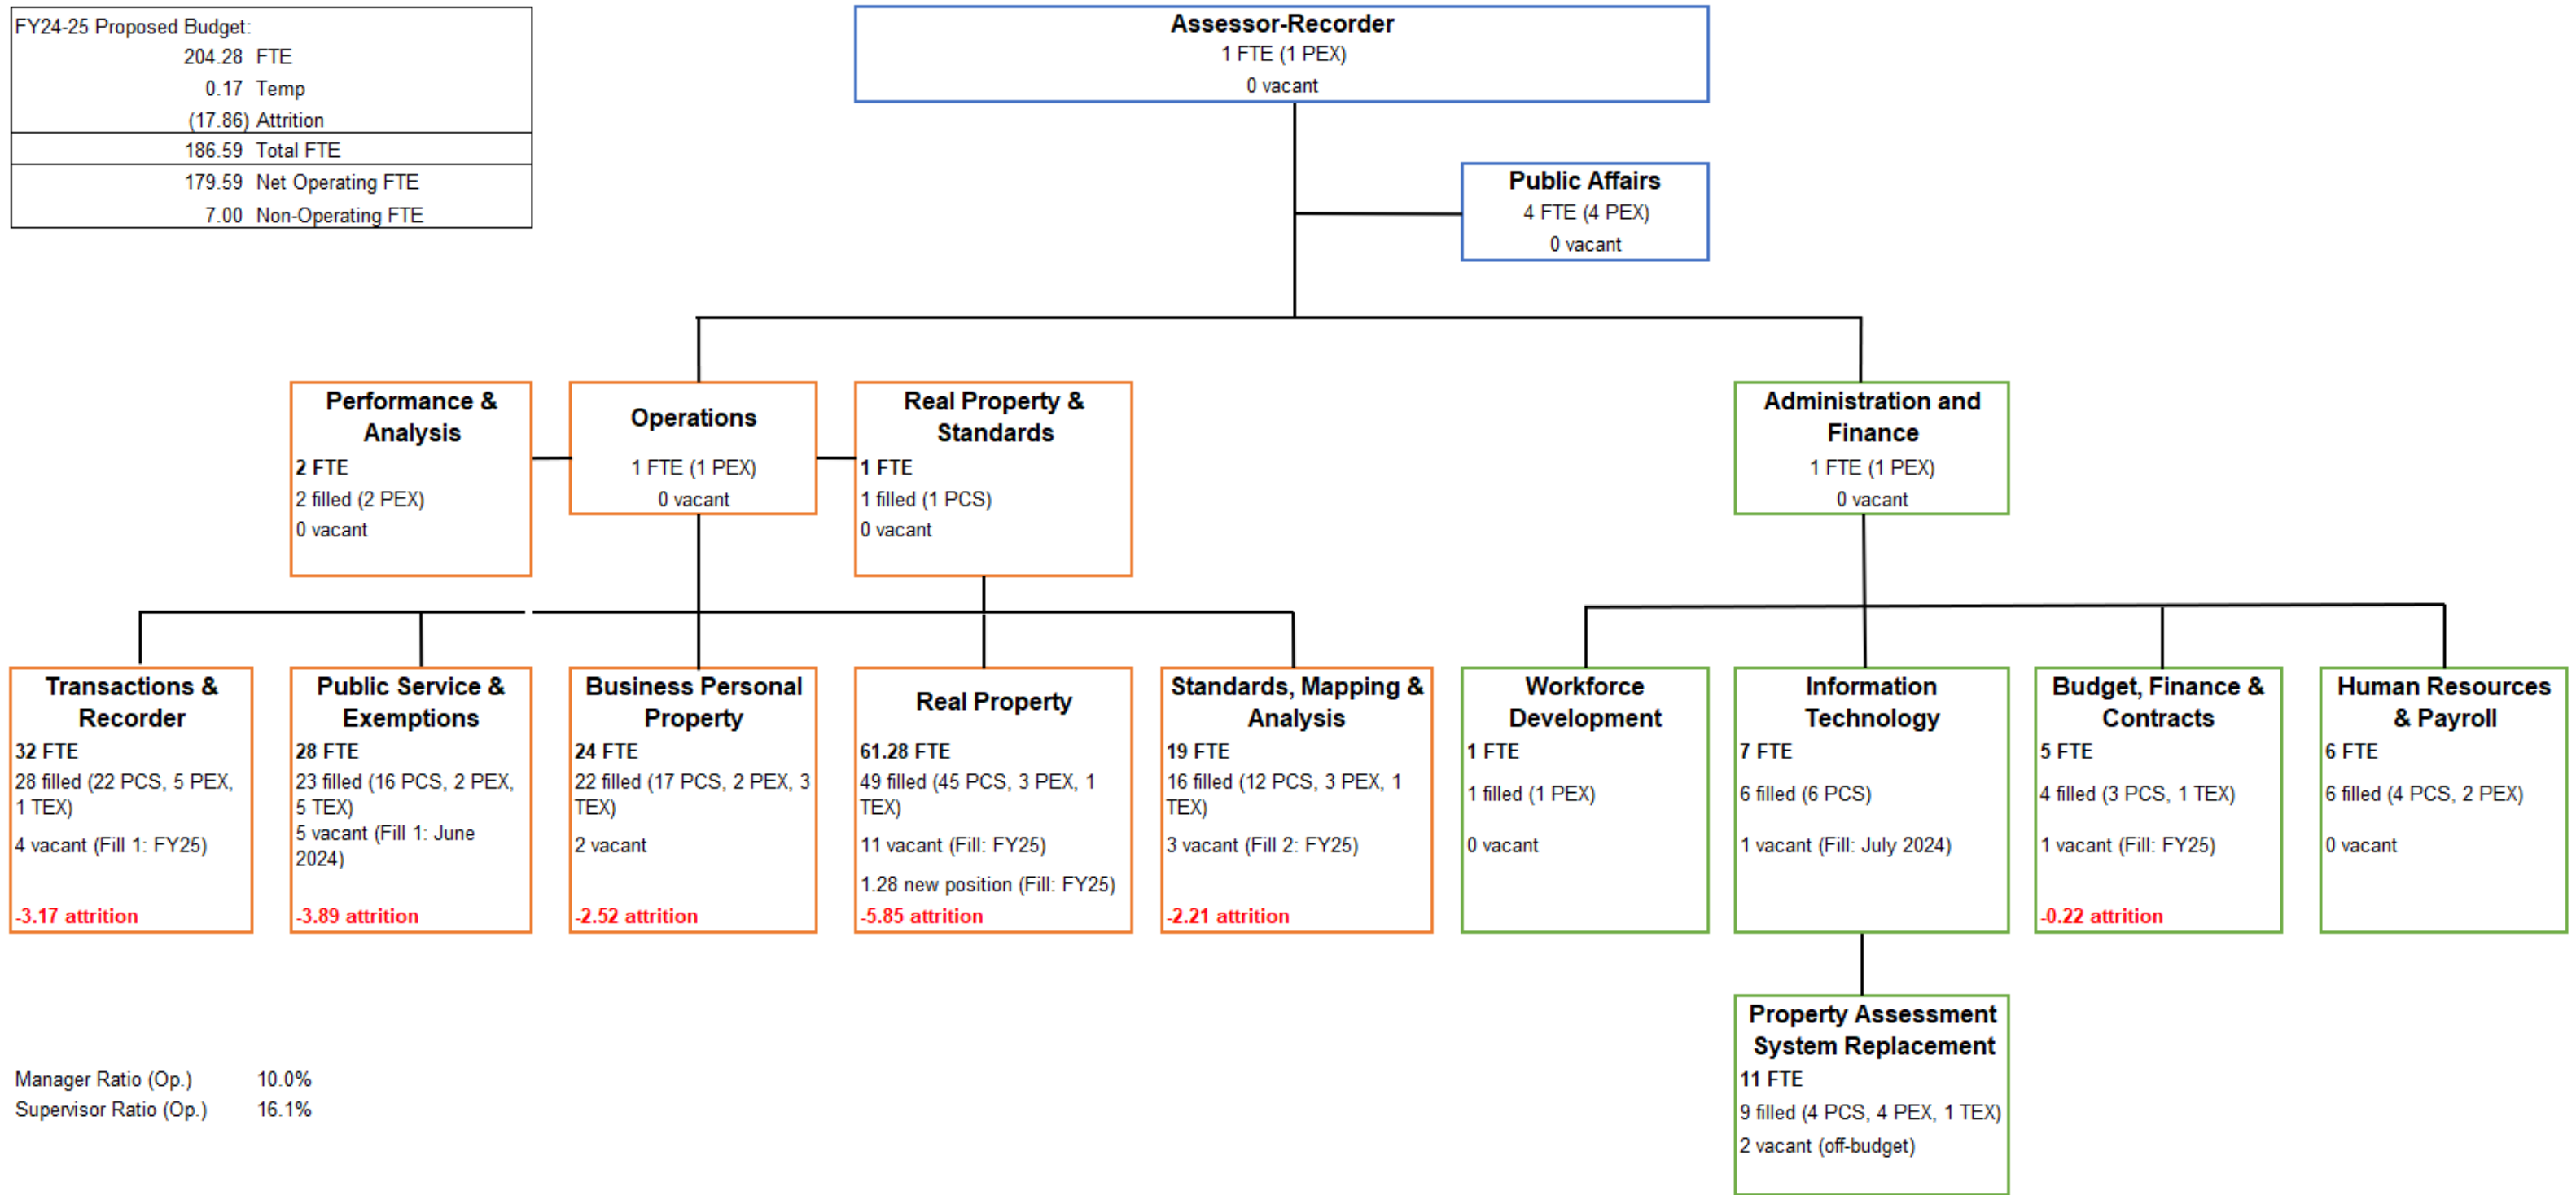 FY24-25 Proposed Budget:
204.28 FTE
0.17 Temp
(17.86) Attrition
186.59 Total FTE
179.59 Net Operating FTE
7.00 Non-Operating FTE
Assessor-Recorder
1 FTE (1 PEX)
0 vacant
Public Affairs
4 FTE (4 PEX)
0 vacant
Performance &
Analysis
2 FTE
2 filled (2 PEX)
0 vacant
Operations
1 FTE (1 PEX)
0 vacant
Real Property &
Standards
1 FTE
1 filled (1 PCS)
0 vacant
Administration and
Finance
1 FTE (1 PEX)
0 vacant
Transactions &
Recorder
32 FTE
28 filled (22 PCS, 5 PEX,
1 TEX)
4 vacant (Fill 1: FY25)
-3.17 attrition
Public Service &
Exemptions
28 FTE
23 filled (16 PCS, 2 PEX,
5 TEX)
5 vacant (Fill 1: June
2024)
-3.89 attrition
Business Personal
Property
24 FTE
22 filled (17 PCS, 2 PEX, 3
TEX)
2 vacant
-2.52 attrition
Real Property
61.28 FTE
49 filled (45 PCS, 3 PEX, 1
TEX)
11 vacant (Fill: FY25)
1.28 new position (Fill: FY25)
-5.85 attrition
Standards, Mapping &
Analysis
19 FTE
16 filled (12 PCS, 3 PEX, 1
TEX)
3 vacant (Fill 2: FY25)
-2.21 attrition
Workforce
Development
1 FTE
1 filled (1 PEX)
0 vacant
Information
Technology
7 FTE
6 filled (6 PCS)
1 vacant (Fill: July 2024)
Budget, Finance &
Contracts
5 FTE
4 filled (3 PCS, 1 TEX)
1 vacant (Fill: FY25)
-0.22 attrition
Human Resources
& Payroll
6 FTE
6 filled (4 PCS, 2 PEX)
0 vacant
Property Assessment
System Replacement
11 FTE
9 filled (4 PCS, 4 PEX, 1 TEX)
2 vacant (off-budget)
Manager Ratio (Op.) 10.0%
Supervisor Ratio (Op.) 16.1%